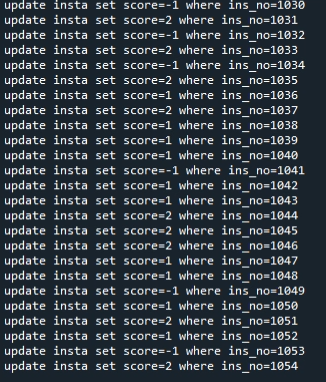 update insta set score=-1 where ins_no=1030
update insta set score=2 where ins_no=1031
update insta set score=-1 where ins_no=1032
update insta set score=2 where ins_no=1033
update insta set score=-1 where ins_no=1034
update insta set score=2 where ins_no=1035
update insta set score=1 where ins_no=1036
update insta set score=2 where ins_no=1037
update insta set score=1 where ins_no=1038
update insta set score=1 where ins_no=1039
update insta set score=1 where ins_no=1040
update insta set score=-1 where ins_no=1041
update insta set score=1 where ins_no=1042
update insta set score=1 where ins_no=1043
update insta set score=2 where ins_no=1044
update insta set score=2 where ins_no=1045
update insta set score=2 where ins_no=1046
update insta set score=1 where ins_no=1047
update insta set score=1 where ins_no=1048
update insta set score=-1 where ins_no=1049
update insta set score=1 where ins_no=1050
update insta set score=2 where ins_no=1051
update insta set score=1 where ins_no=1052
update insta set score=-1 where ins_no=1053
update insta set score=2 where ins_no=1054